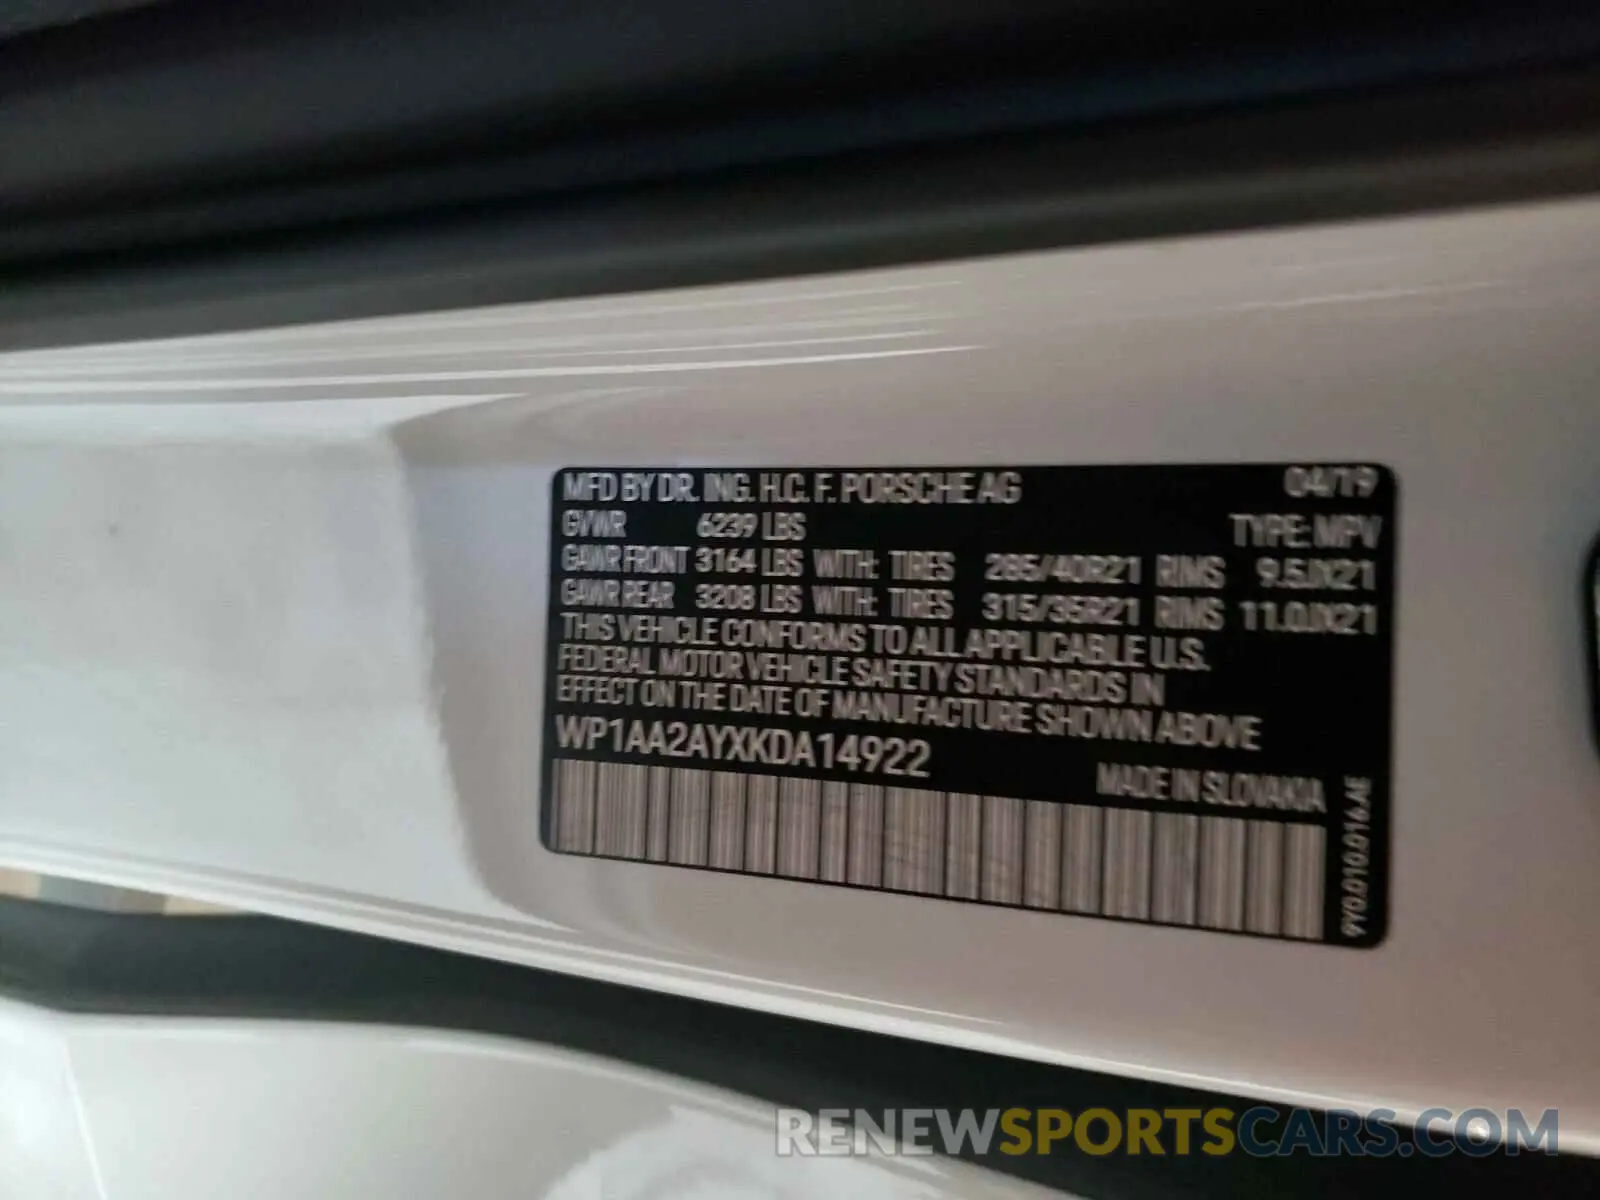 MFD BY DR. ING. H.C. F. PORSCHE AG 04/19
GVWR 6239 LBS TYPE: MPV
GAWR FRONT 3164 LBS WITH: TIRES 285/40R21 RIMS 9.5JX21
GAWR REAR 3208 LBS WITH: TIRES 315/35R21 RIMS 11.0JX21
THIS VEHICLE CONFORMS TO ALL APPLICABLE U.S.
FEDERAL MOTOR VEHICLE SAFETY STANDARDS IN
EFFECT ON THE DATE OF MANUFACTURE SHOWN ABOVE
WP1AA2AYXKDA14922
MADE IN SLOVAKIA
9Y0.010.016.AE
RENEWSPORTSCARS.COM